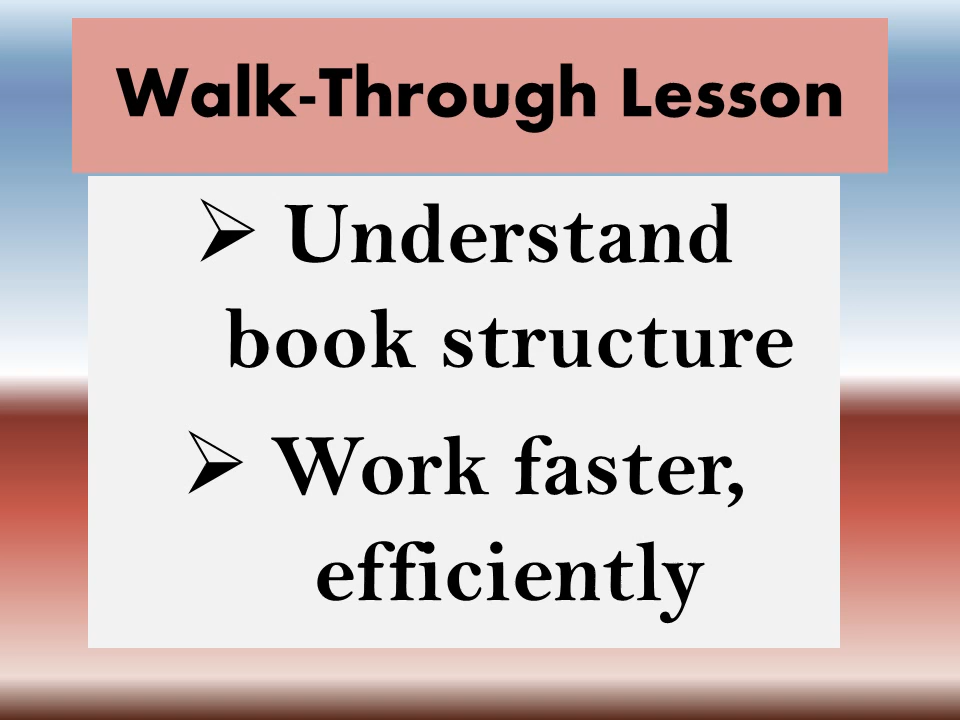 Walk-Through Lesson
➢ Understand
book structure
➢ Work faster,
efficiently